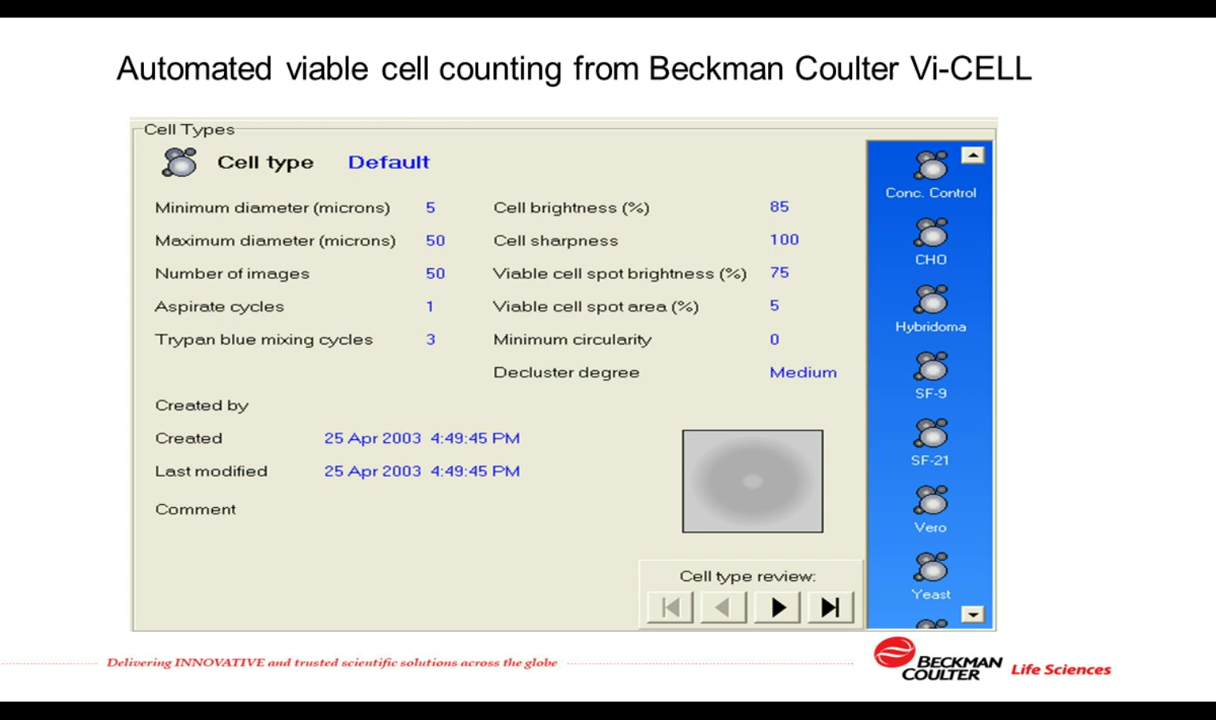 Automated viable cell counting from Beckman Coulter Vi-CELL
Cell Types
Cell type Default
Minimum diameter (microns) 5 Cell brightness (%) 85
Maximum diameter (microns) 50 Cell sharpness 100
Number of images 50 Viable cell spot brightness (%) 75
Aspirate cycles 1 Viable cell spot area (%) 5
Trypan blue mixing cycles 3 Minimum circularity 0
Decluster degree Medium
Created by
Created 25 Apr 2003 4:49:45 PM
Last modified 25 Apr 2003 4:49:45 PM
Comment
Cell type review:
Conc. Control
CHO
Hybridoma
SF-9
SF-21
Vero
Yeast
Delivering INNOVATIVE and trusted scientific solutions across the globe
BECKMAN
COULTER
Life Sciences